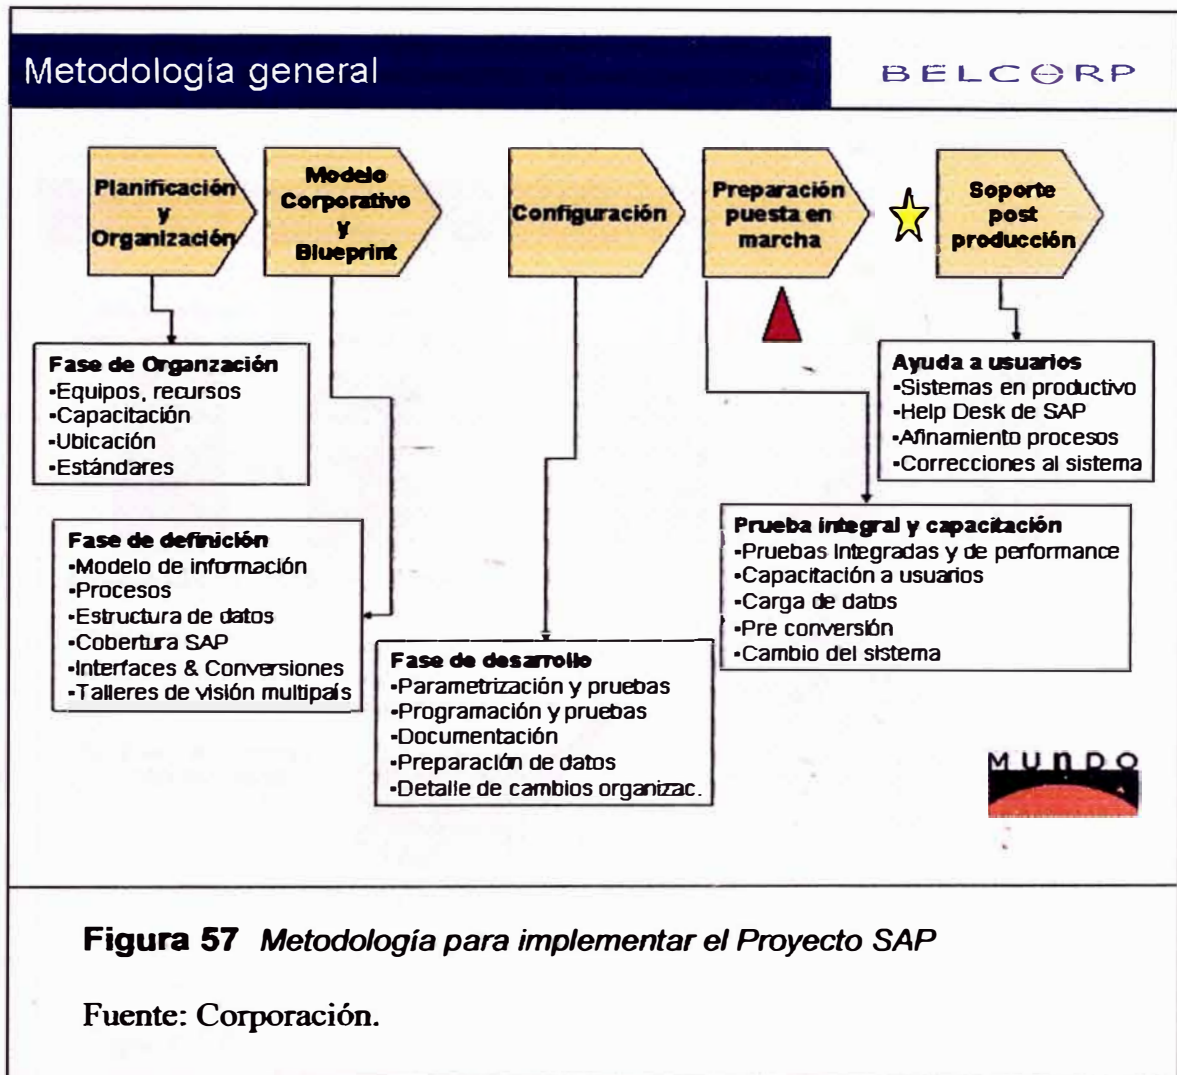 Metodología general
BELCORP
Planificación
y
Organización
Modelo
Corporativo
y
Blueprint
Configuración
Preparación
puesta en
marcha
Soporte
post
producción
Fase de Organzación
▪Equipos, recursos
▪Capacitación
▪Ubicación
▪Estándares
Fase de definición
▪Modelo de información
▪Procesos
▪Estructura de datos
▪Cobertura SAP
▪Interfaces & Conversiones
▪Talleres de visión multipaís
Fase de desarrollo
▪Parametrización y pruebas
▪Programación y pruebas
▪Documentación
▪Preparación de datos
▪Detalle de cambios organizac.
Prueba integral y capacitación
▪Pruebas Integradas y de performance
▪Capacitación a usuarios
▪Carga de datos
▪Pre conversión
▪Cambio del sistema
Ayuda a usuarios
▪Sistemas en productivo
▪Help Desk de SAP
▪Afinamiento procesos
▪Correcciones al sistema
MUNDO
Figura 57 Metodología para implementar el Proyecto SAP
Fuente: Corporación.